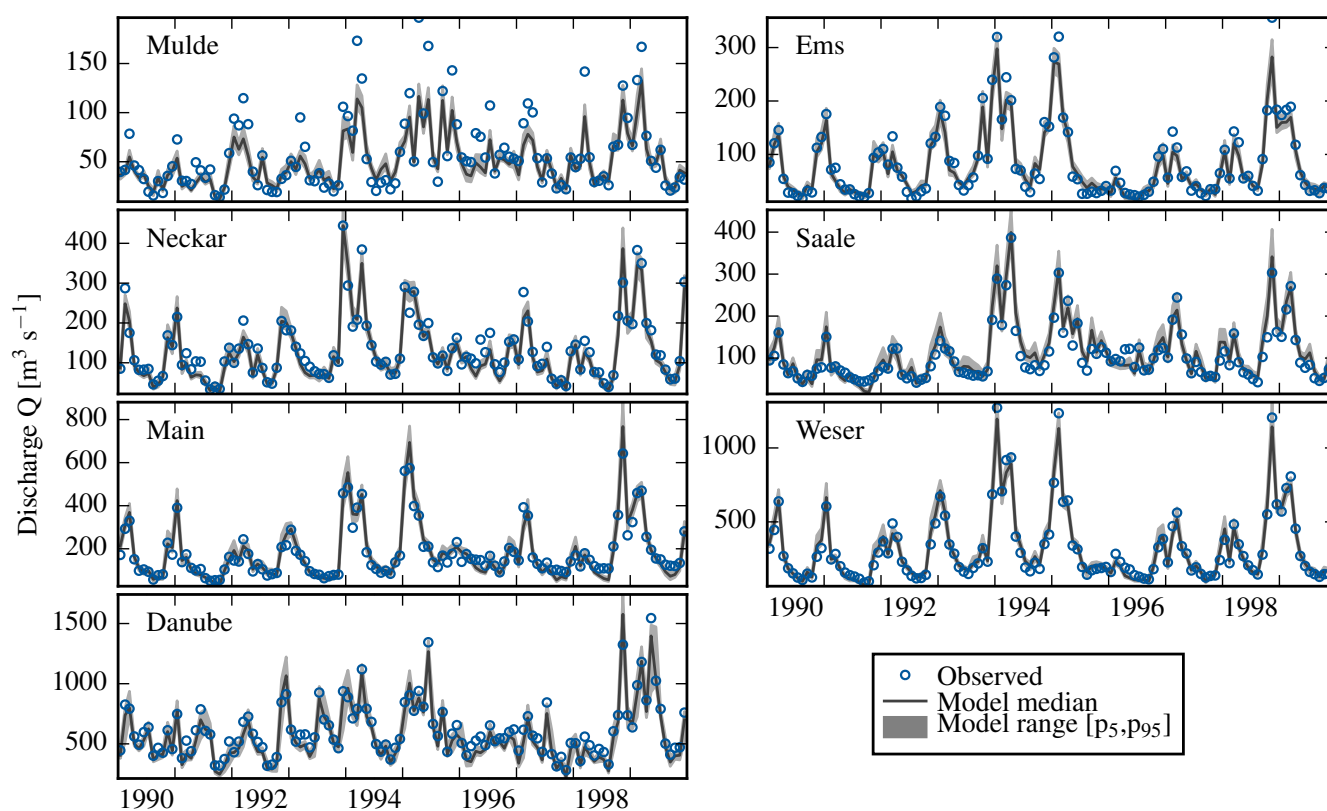 Mulde
150
100
50
Neckar
400
300
200
100
Main
800
600
400
200
Danube
1500
1000
500
1990 1992 1994 1996 1998
Discharge Q [m³ s⁻¹]
Ems
300
200
100
Saale
400
300
200
100
Weser
1000
500
1990 1992 1994 1996 1998
Observed
Model median
Model range [p₅,p₉₅]